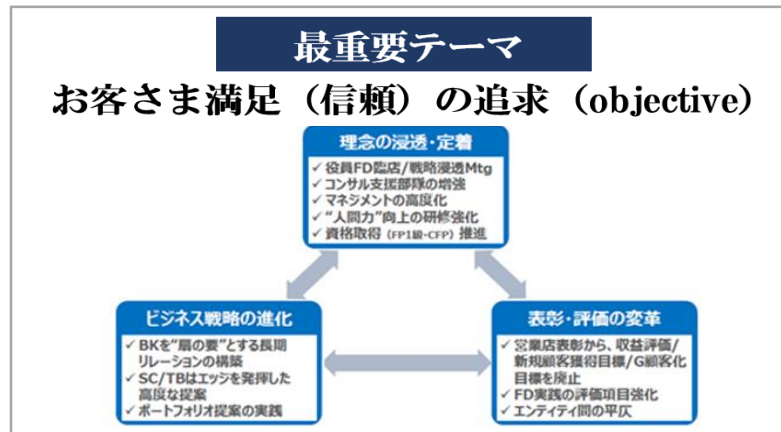 最重要テーマ
お客さま満足（信頼）の追求（objective）
理念の浸透・定着
✓ 役員FD臨店/戦略浸透Mtg
✓ コンサル支援部隊の増強
✓ マネジメントの高度化
✓ “人間力”向上の研修強化
✓ 資格取得（FP1級・CFP）推進
ビジネス戦略の進化
✓ BKを“扇の要”とする長期
リレーションの構築
✓ SC/TBはエッジを発揮した
高度な提案
✓ ポートフォリオ提案の実践
表彰・評価の変革
✓ 営業店表彰から、収益評価/
新規顧客獲得目標/G顧客化
目標を廃止
✓ FD実践の評価項目強化
✓ エンティティ間の平仄